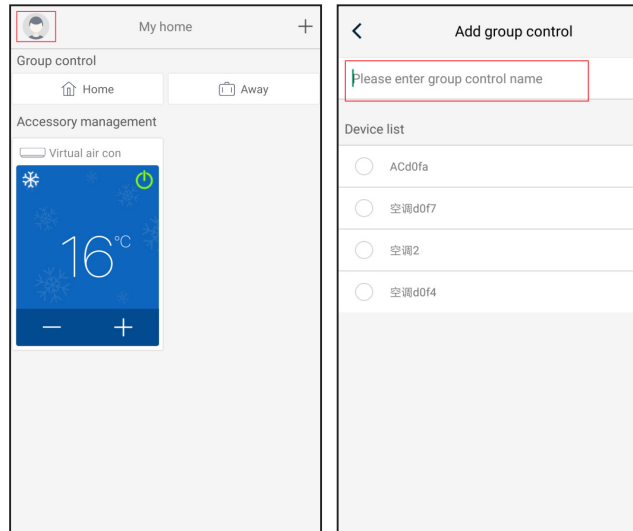 My home
Group control
Home
Away
Accessory management
Virtual air con
16°C
Add group control
Please enter group control name
Device list
ACd0fa
空调d0f7
空调2
空调d0f4